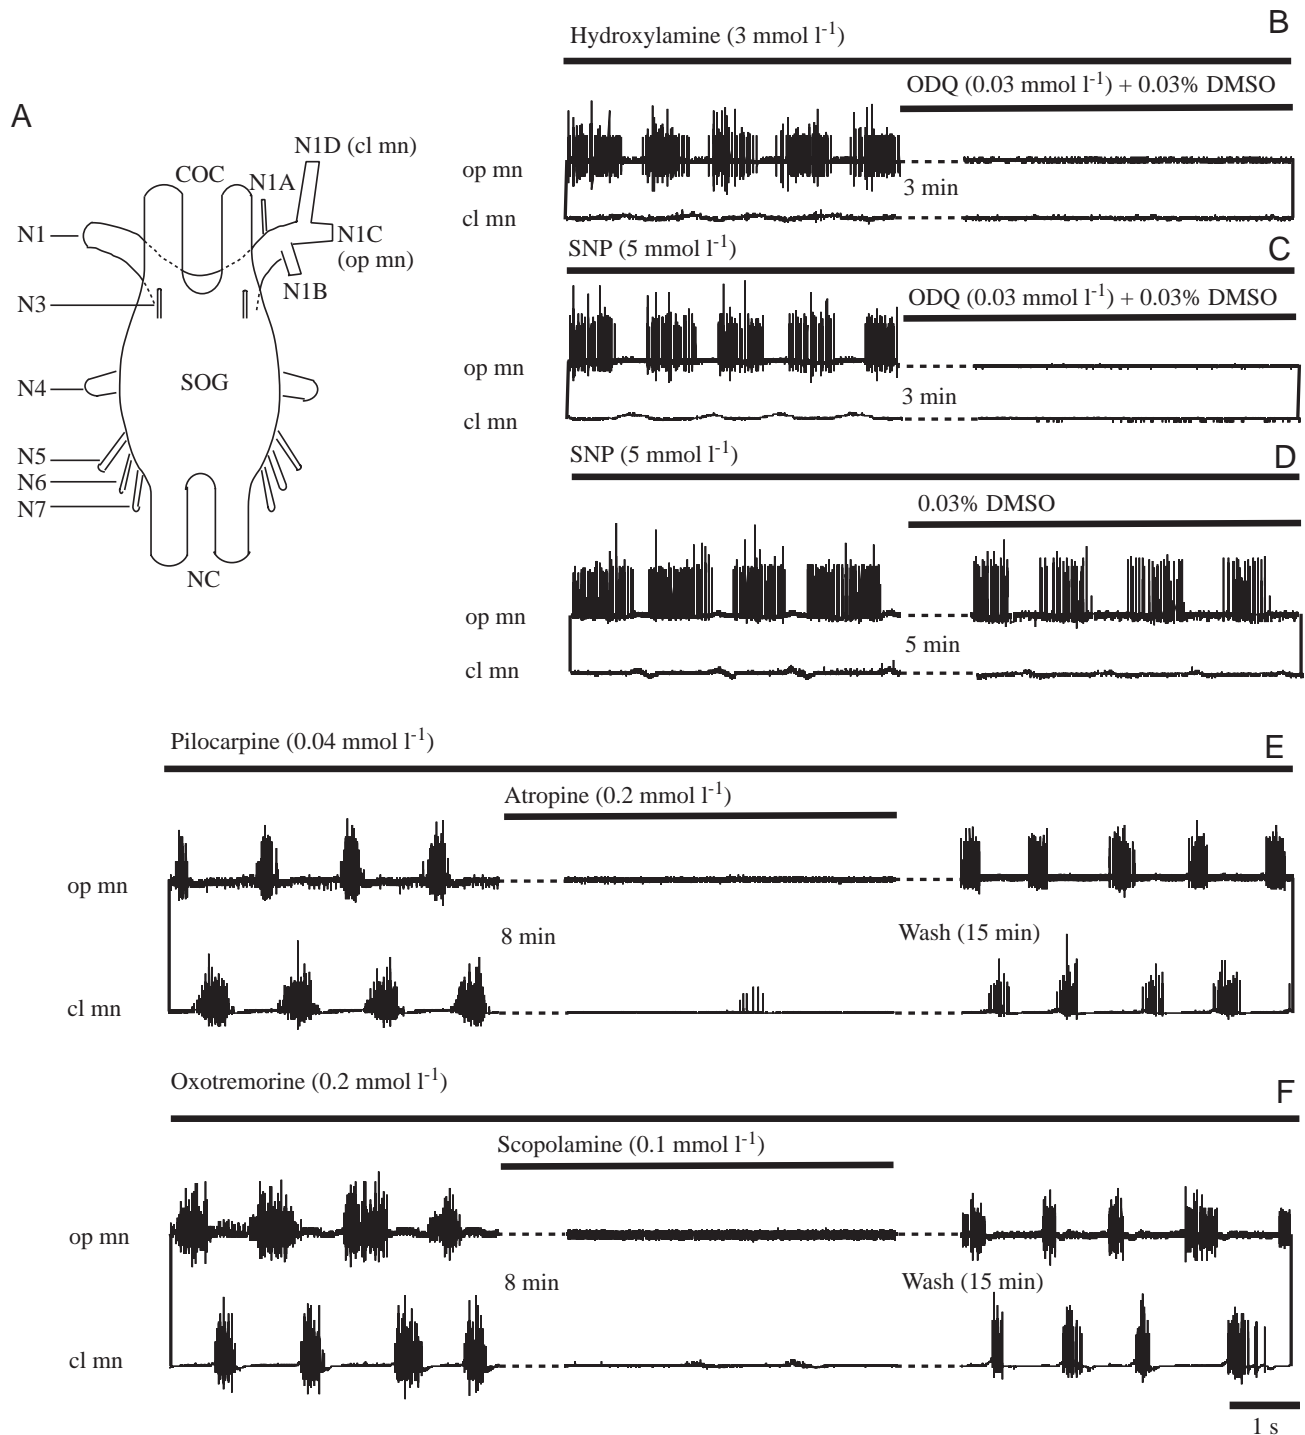 A
COC
N1D (cl mn)
N1A
N1
N1C
(op mn)
N1B
N3
N4
SOG
N5
N6
N7
NC
B
Hydroxylamine (3 mmol l-1)
ODQ (0.03 mmol l-1) + 0.03% DMSO
op mn
3 min
cl mn
C
SNP (5 mmol l-1)
ODQ (0.03 mmol l-1) + 0.03% DMSO
op mn
3 min
cl mn
D
SNP (5 mmol l-1)
0.03% DMSO
op mn
5 min
cl mn
E
Pilocarpine (0.04 mmol l-1)
Atropine (0.2 mmol l-1)
op mn
8 min
Wash (15 min)
cl mn
F
Oxotremorine (0.2 mmol l-1)
Scopolamine (0.1 mmol l-1)
op mn
8 min
Wash (15 min)
cl mn
1 s